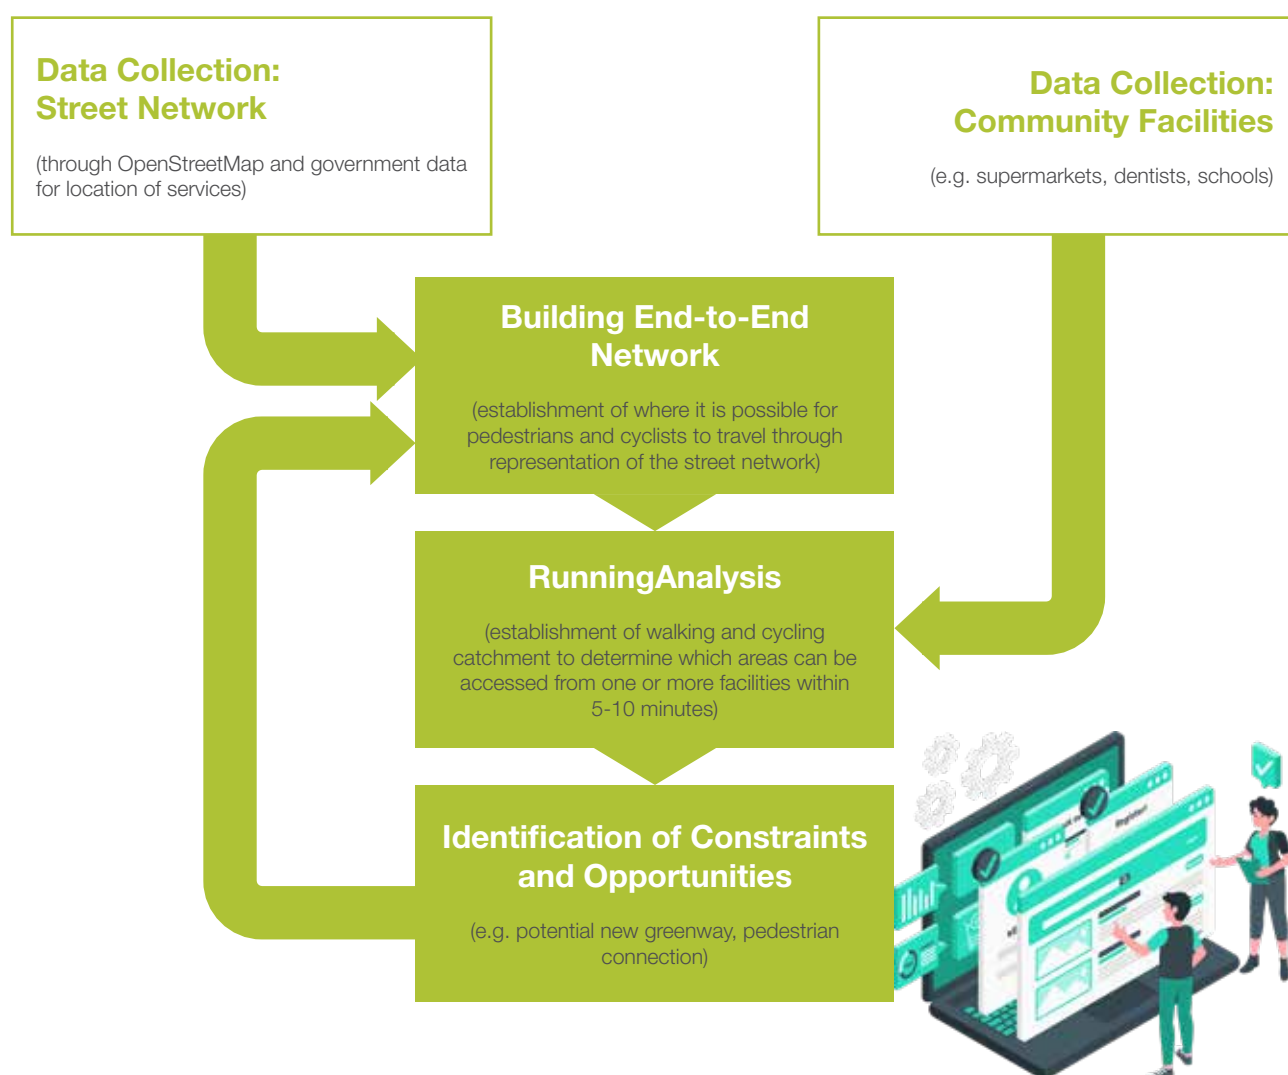 Data Collection:
Street Network
(through OpenStreetMap and government data
for location of services)
Data Collection:
Community Facilities
(e.g. supermarkets, dentists, schools)
Building End-to-End
Network
(establishment of where it is possible for
pedestrians and cyclists to travel through
representation of the street network)
RunningAnalysis
(establishment of walking and cycling
catchment to determine which areas can be
accessed from one or more facilities within
5-10 minutes)
Identification of Constraints
and Opportunities
(e.g. potential new greenway, pedestrian
connection)
Register